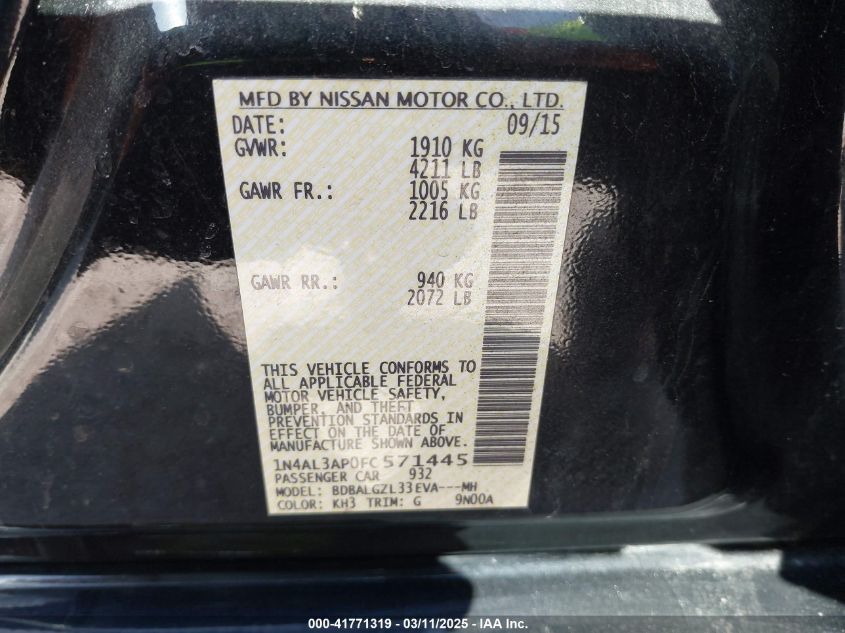 MFD BY NISSAN MOTOR CO., LTD.
DATE: 09/15
GVWR: 1910 KG
4211 LB
GAWR FR.: 1005 KG
2216 LB
GAWR RR.: 940 KG
2072 LB
THIS VEHICLE CONFORMS TO
ALL APPLICABLE FEDERAL
MOTOR VEHICLE SAFETY,
BUMPER, AND THEFT
PREVENTION STANDARDS IN
EFFECT ON THE DATE OF
MANUFACTURE SHOWN ABOVE.
1N4AL3AP0FC571445
PASSENGER CAR 932
MODEL: BDBALGZL33EVA---MH
COLOR: KH3 TRIM: G 9N00A
000-41771319 - 03/11/2025 - IAA Inc.